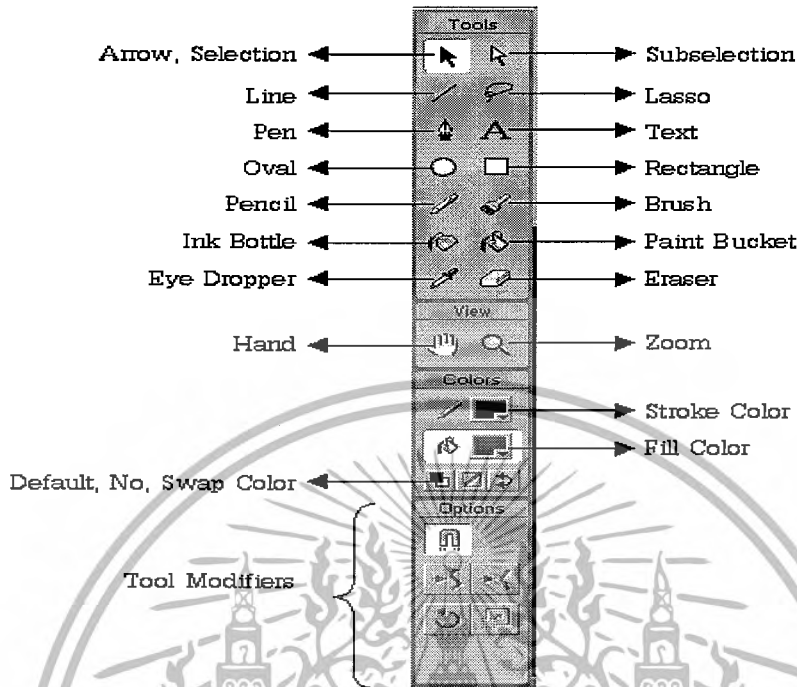 Tools
Arrow, Selection
Subselection
Line
Lasso
Pen
Text
Oval
Rectangle
Pencil
Brush
Ink Bottle
Paint Bucket
Eye Dropper
Eraser
View
Hand
Zoom
Colors
Stroke Color
Fill Color
Default, No, Swap Color
Options
Tool Modifiers